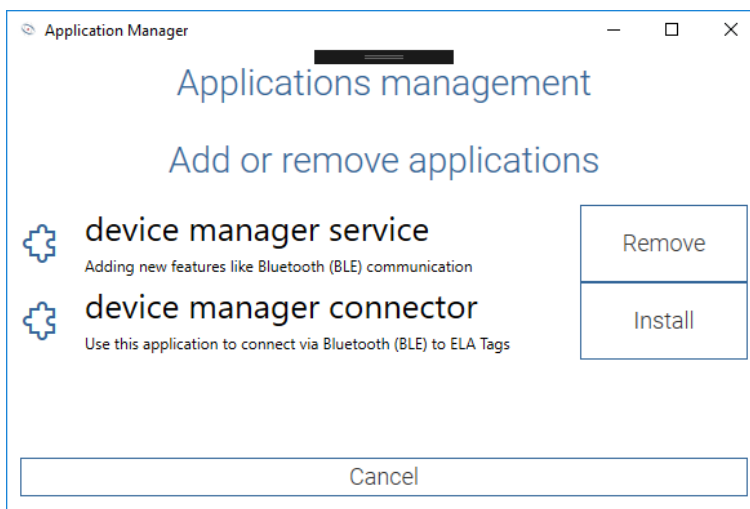 Application Manager
Applications management
Add or remove applications
device manager service
Adding new features like Bluetooth (BLE) communication
Remove
device manager connector
Use this application to connect via Bluetooth (BLE) to ELA Tags
Install
Cancel